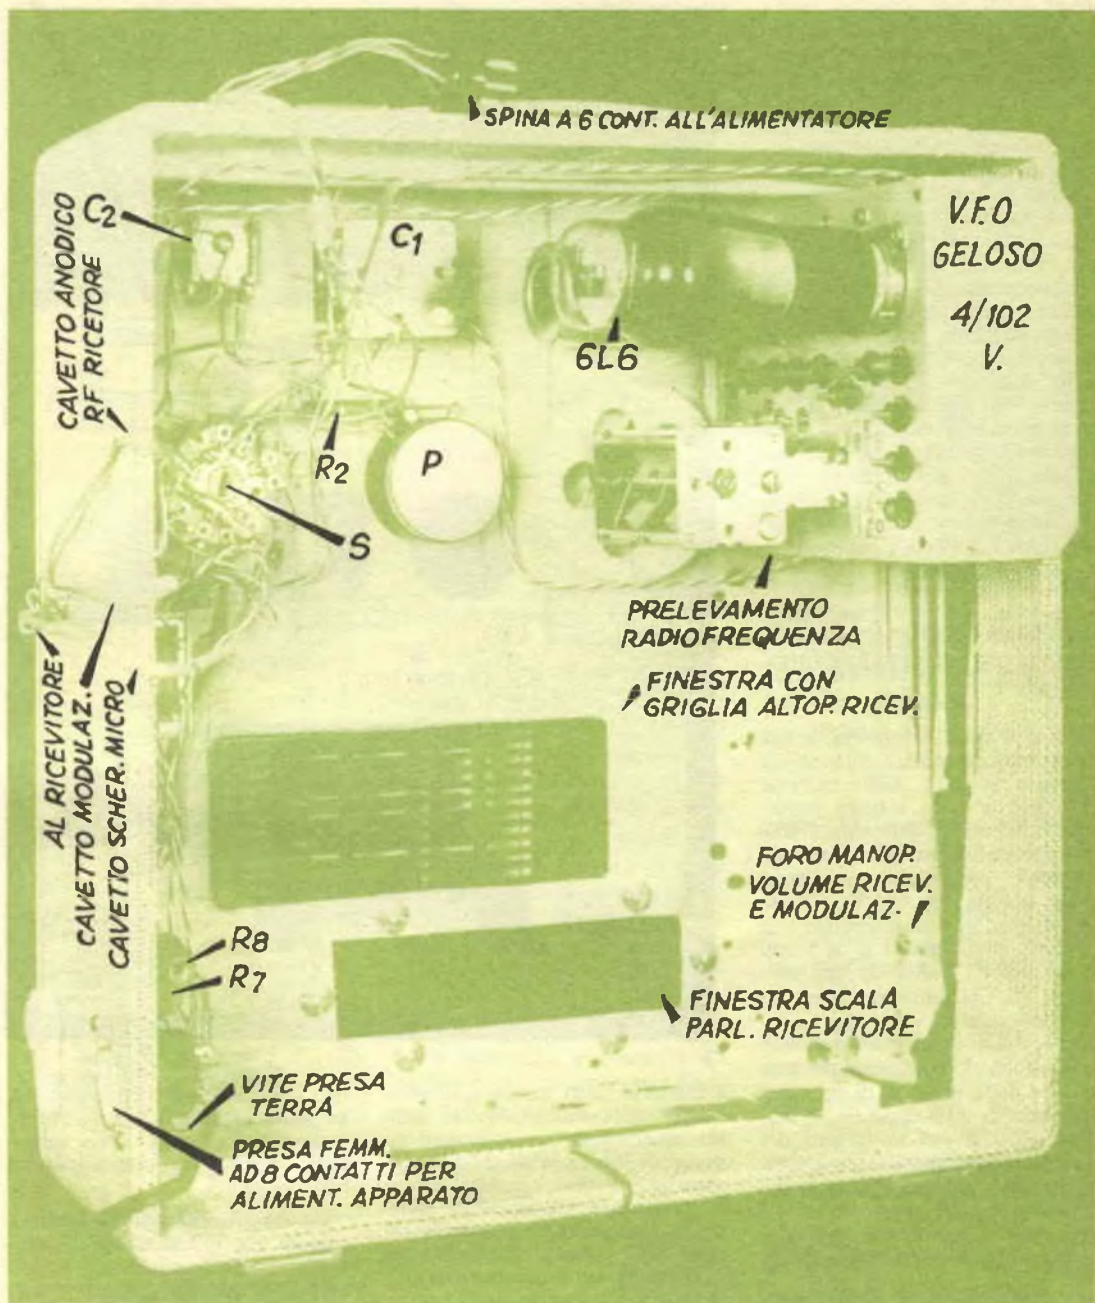 SPINA A 6 CONT. ALL'ALIMENTATORE
CAVETTO ANODICO
RF RICETORE
C2
C1
V.F.O
GELOSO
4/102
V.
6L6
R2
P
S
PRELEVAMENTO
RADIOFREQUENZA
FINESTRA CON
GRIGLIA ALTOP. RICEV.
AL RICEVITORE
CAVETTO MODULAZ.
CAVETTO SCHER. MICRO
FORO MANOP.
VOLUME RICEV.
E MODULAZ.
R8
R7
FINESTRA SCALA
PARL. RICEVITORE
VITE PRESA
TERRA
PRESA FEMM.
AD 8 CONTATTI PER
ALIMENT. APPARATO